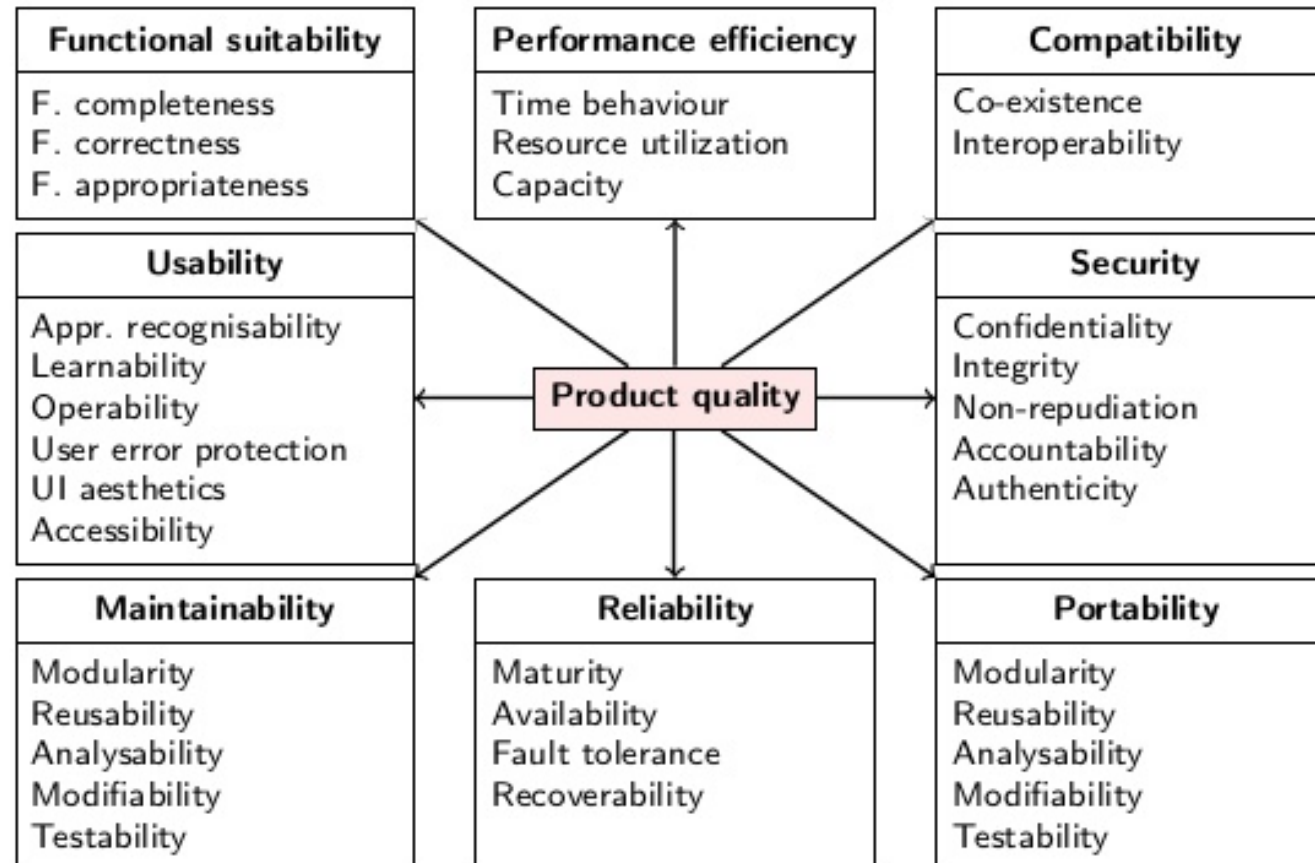 Functional suitability
F. completeness
F. correctness
F. appropriateness
Performance efficiency
Time behaviour
Resource utilization
Capacity
Compatibility
Co-existence
Interoperability
Usability
Appr. recognisability
Learnability
Operability
User error protection
UI aesthetics
Accessibility
Product quality
Security
Confidentiality
Integrity
Non-repudiation
Accountability
Authenticity
Maintainability
Modularity
Reusability
Analysability
Modifiability
Testability
Reliability
Maturity
Availability
Fault tolerance
Recoverability
Portability
Modularity
Reusability
Analysability
Modifiability
Testability